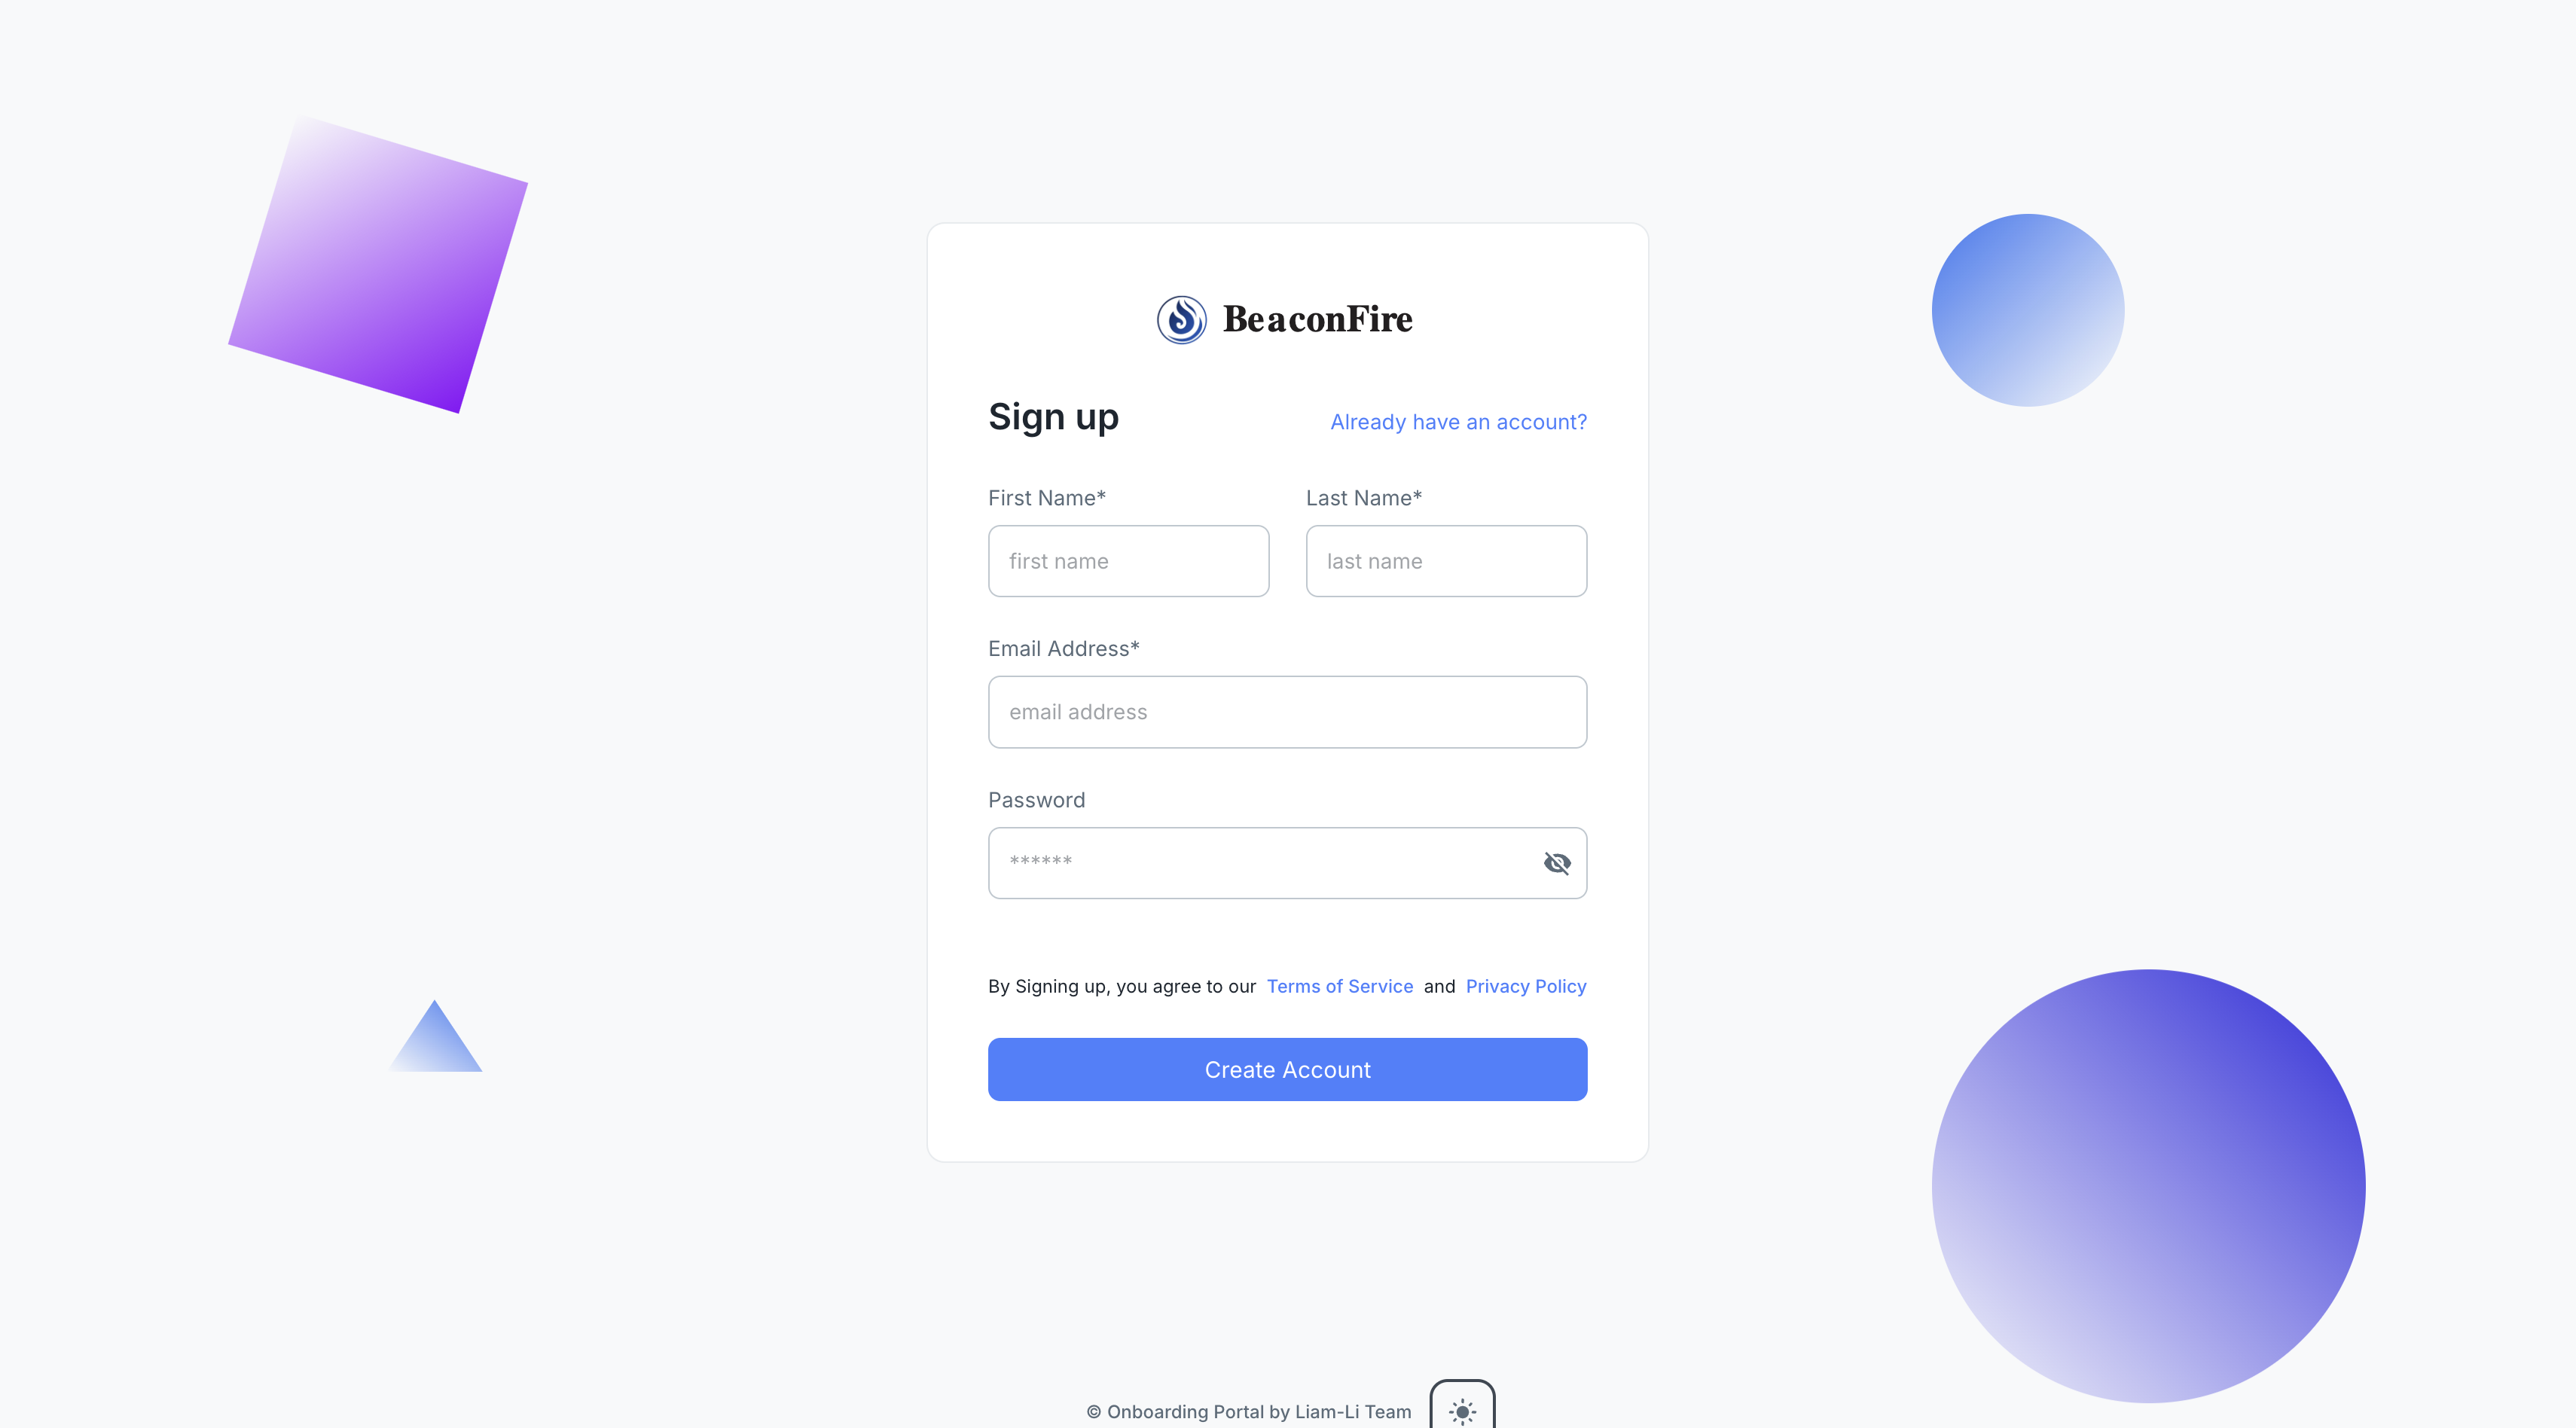 BeaconFire
Sign up
Already have an account?
First Name*
Last Name*
first name
last name
Email Address*
email address
Password
******
By Signing up, you agree to our Terms of Service and Privacy Policy
Create Account
© Onboarding Portal by Liam-Li Team